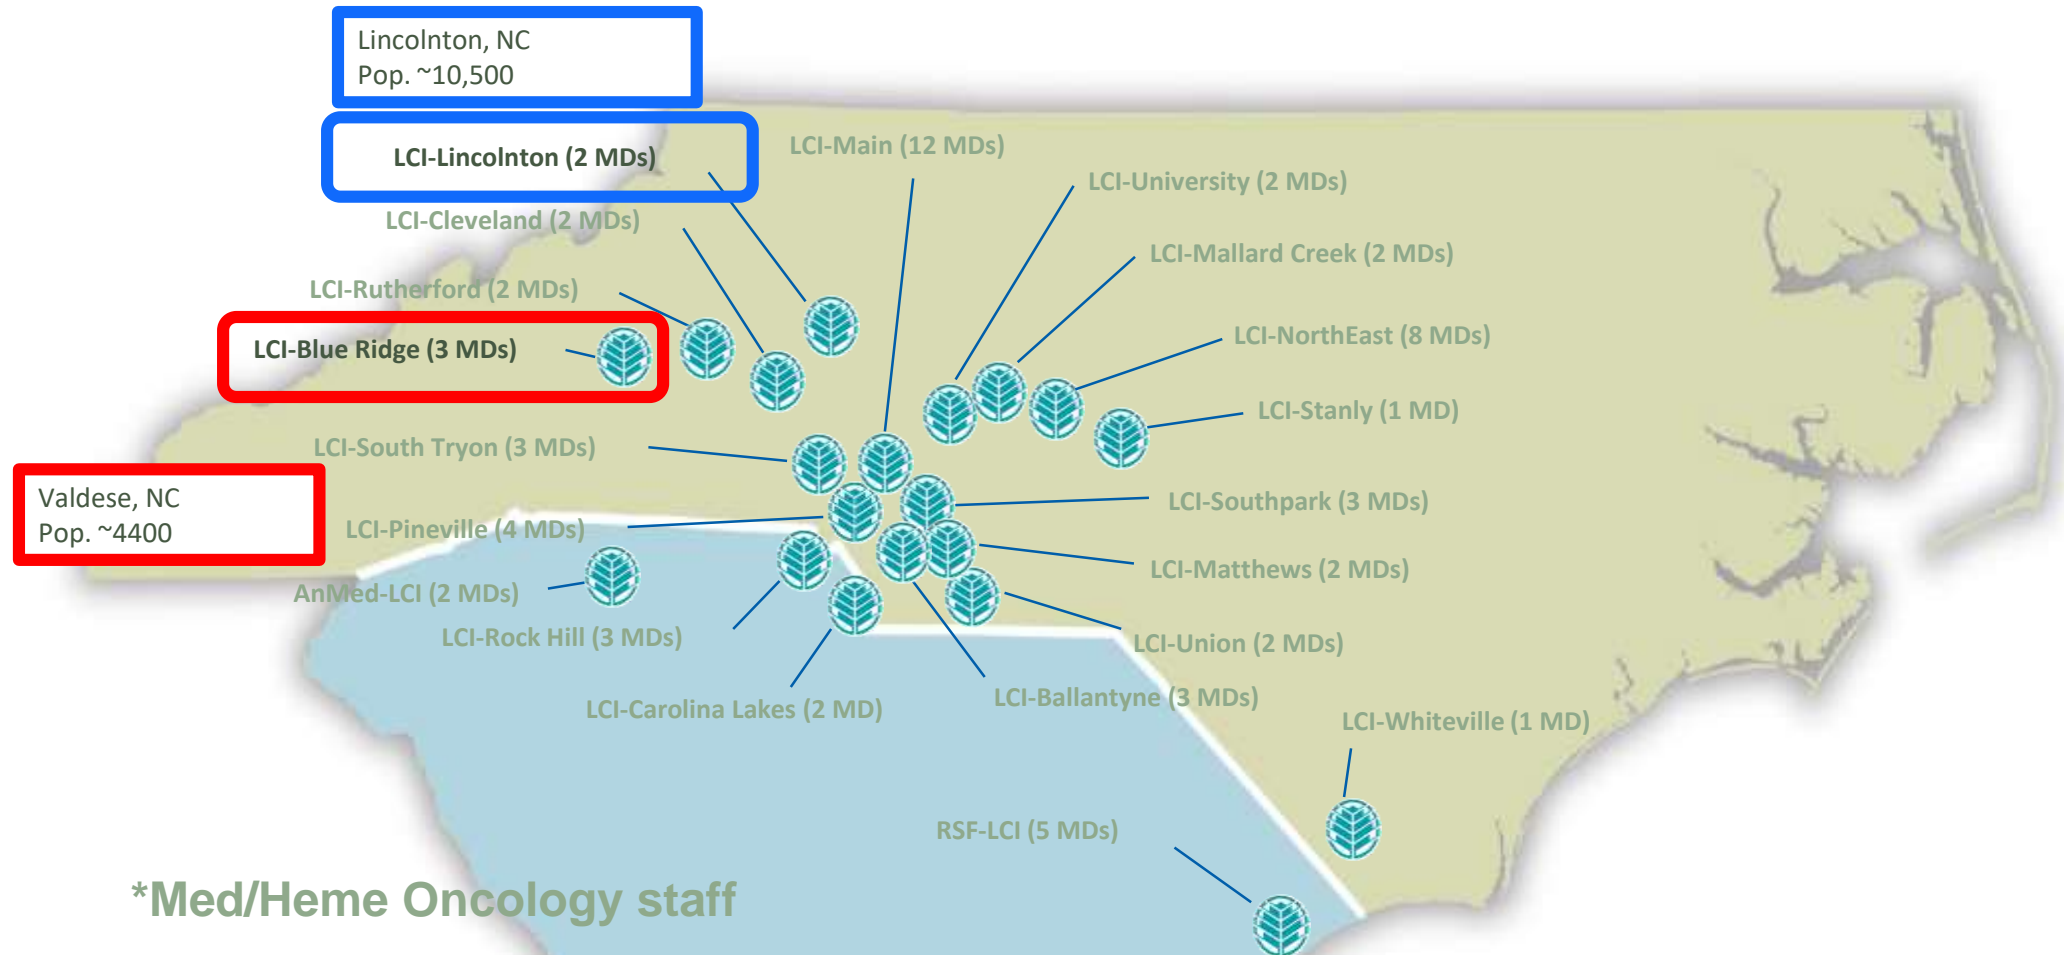 Lincolnton, NC
Pop. ~10,500
LCI-Lincolnton (2 MDs)
LCI-Main (12 MDs)
LCI-University (2 MDs)
LCI-Cleveland (2 MDs)
LCI-Mallard Creek (2 MDs)
LCI-Rutherford (2 MDs)
LCI-NorthEast (8 MDs)
LCI-Blue Ridge (3 MDs)
LCI-Stanly (1 MD)
LCI-South Tryon (3 MDs)
Valdese, NC
Pop. ~4400
LCI-Southpark (3 MDs)
LCI-Pineville (4 MDs)
LCI-Matthews (2 MDs)
AnMed-LCI (2 MDs)
LCI-Rock Hill (3 MDs)
LCI-Union (2 MDs)
LCI-Carolina Lakes (2 MD)
LCI-Ballantyne (3 MDs)
LCI-Whiteville (1 MD)
RSF-LCI (5 MDs)
*Med/Heme Oncology staff